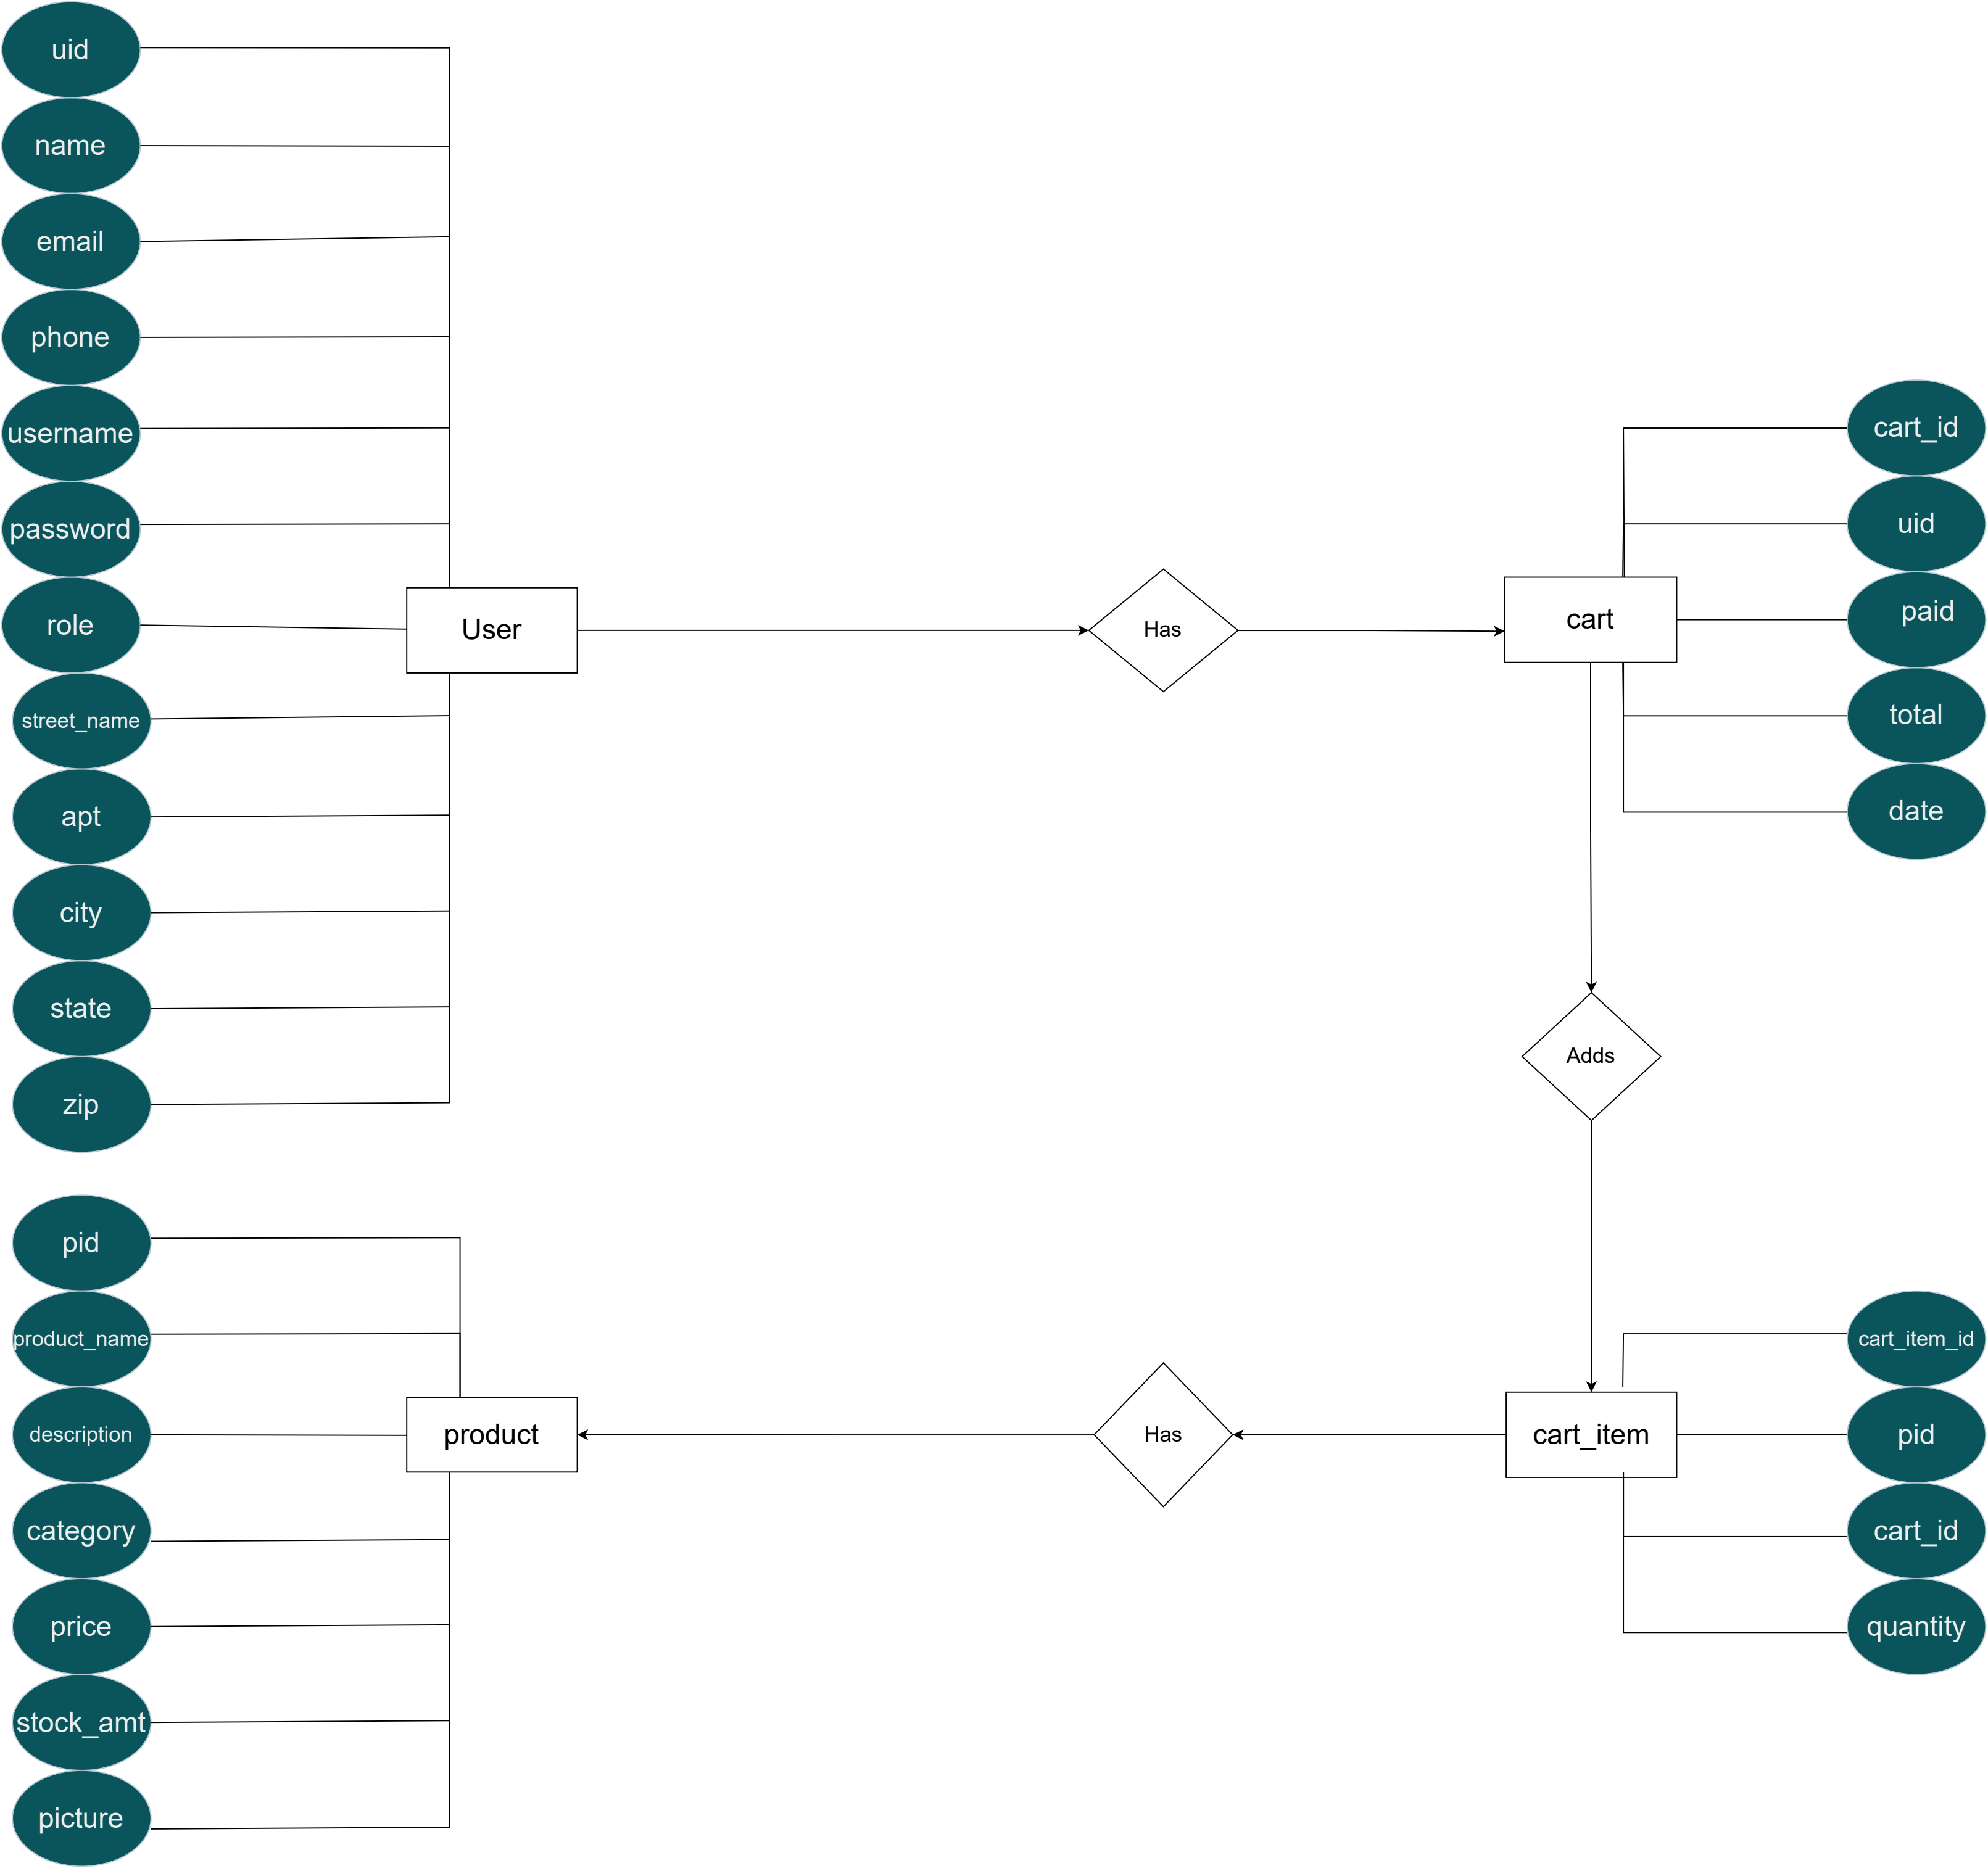 uid
name
email
phone
username
password
role
street_name
apt
city
state
zip
User
Has
cart
cart_id
uid
paid
total
date
Adds
pid
product_name
description
category
price
stock_amt
picture
product
Has
cart_item
cart_item_id
pid
cart_id
quantity